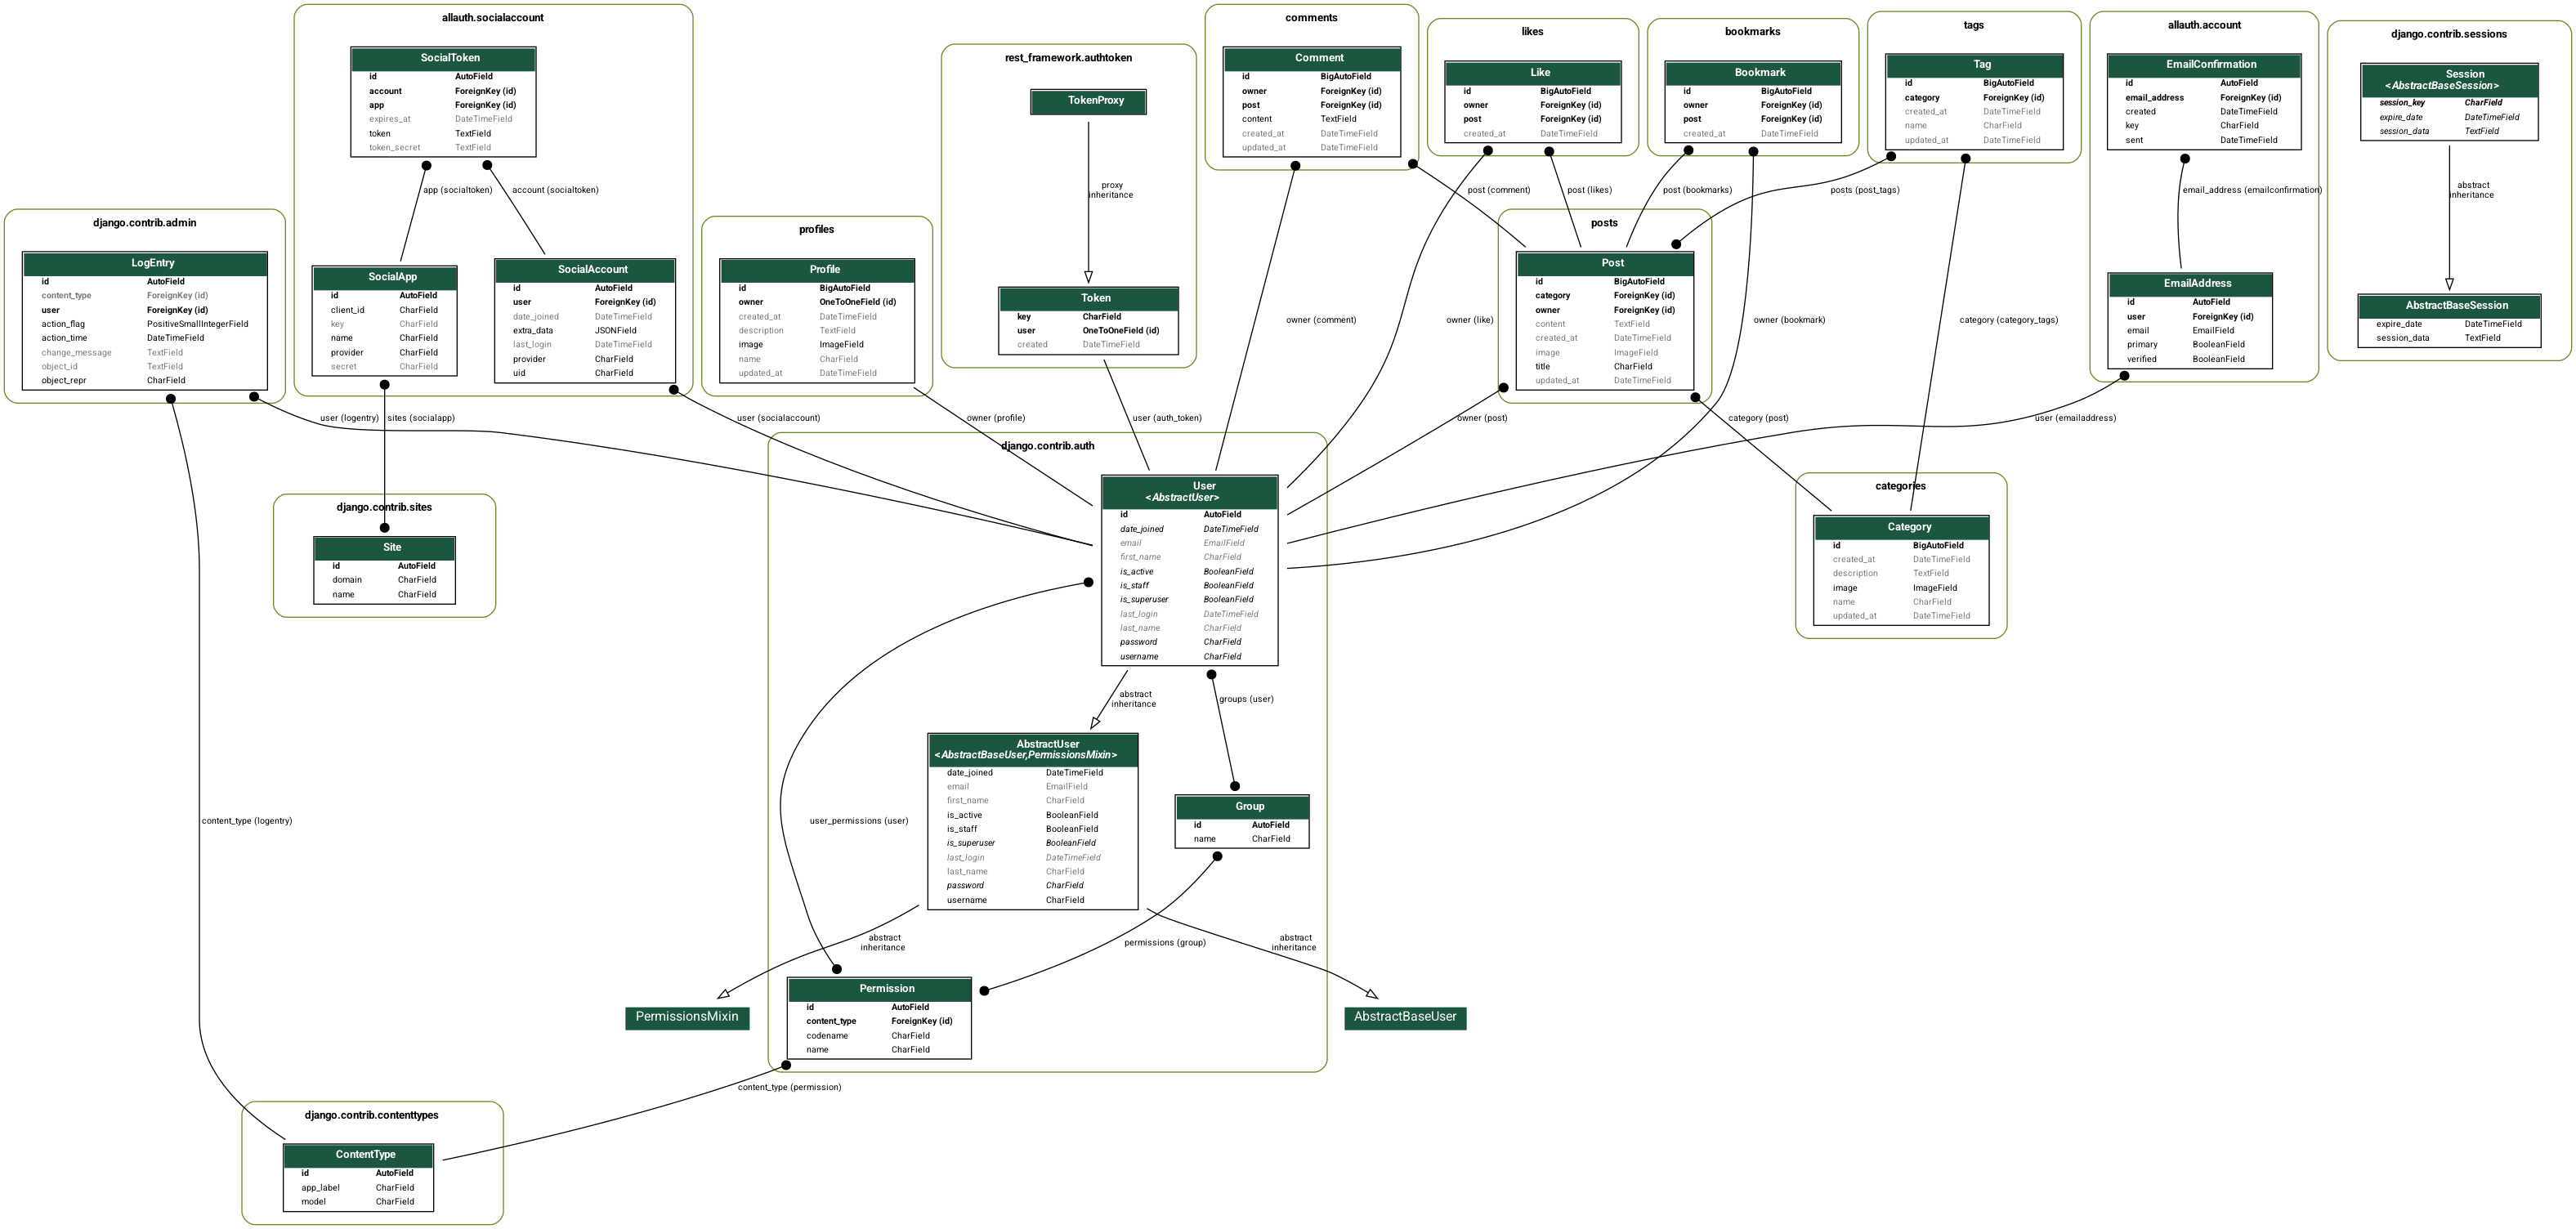 allauth.socialaccount
SocialToken
id AutoField
account ForeignKey (id)
app ForeignKey (id)
expires_at DateTimeField
token TextField
token_secret TextField
app (socialtoken)
account (socialtoken)
SocialApp
id AutoField
client_id CharField
key CharField
name CharField
provider CharField
secret CharField
SocialAccount
id AutoField
user ForeignKey (id)
date_joined DateTimeField
extra_data JSONField
last_login DateTimeField
provider CharField
uid CharField
django.contrib.admin
LogEntry
id AutoField
content_type ForeignKey (id)
user ForeignKey (id)
action_flag PositiveSmallIntegerField
action_time DateTimeField
change_message TextField
object_id TextField
object_repr CharField
profiles
Profile
id BigAutoField
owner OneToOneField (id)
created_at DateTimeField
description TextField
image ImageField
name CharField
updated_at DateTimeField
rest_framework.authtoken
TokenProxy
proxy
inheritance
Token
key CharField
user OneToOneField (id)
created DateTimeField
comments
Comment
id BigAutoField
owner ForeignKey (id)
post ForeignKey (id)
content TextField
created_at DateTimeField
updated_at DateTimeField
likes
Like
id BigAutoField
owner ForeignKey (id)
post ForeignKey (id)
created_at DateTimeField
bookmarks
Bookmark
id BigAutoField
owner ForeignKey (id)
post ForeignKey (id)
created_at DateTimeField
tags
Tag
id BigAutoField
category ForeignKey (id)
created_at DateTimeField
name CharField
updated_at DateTimeField
allauth.account
EmailConfirmation
id AutoField
email_address ForeignKey (id)
created DateTimeField
key CharField
sent DateTimeField
email_address (emailconfirmation)
EmailAddress
id AutoField
user ForeignKey (id)
email EmailField
primary BooleanField
verified BooleanField
django.contrib.sessions
Session
<AbstractBaseSession>
session_key CharField
expire_date DateTimeField
session_data TextField
abstract
inheritance
AbstractBaseSession
expire_date DateTimeField
session_data TextField
post (comment)
post (likes)
post (bookmarks)
posts (post_tags)
posts
Post
id BigAutoField
category ForeignKey (id)
owner ForeignKey (id)
content TextField
created_at DateTimeField
image ImageField
title CharField
updated_at DateTimeField
owner (comment)
owner (like)
owner (bookmark)
category (category_tags)
user (logentry)
sites (socialapp)
user (socialaccount)
owner (profile)
user (auth_token)
owner (post)
category (post)
user (emailaddress)
django.contrib.sites
Site
id AutoField
domain CharField
name CharField
django.contrib.auth
User
<AbstractUser>
id AutoField
date_joined DateTimeField
email EmailField
first_name CharField
is_active BooleanField
is_staff BooleanField
is_superuser BooleanField
last_login DateTimeField
last_name CharField
password CharField
username CharField
categories
Category
id BigAutoField
created_at DateTimeField
description TextField
image ImageField
name CharField
updated_at DateTimeField
abstract
inheritance
groups (user)
AbstractUser
<AbstractBaseUser,PermissionsMixin>
date_joined DateTimeField
email EmailField
first_name CharField
is_active BooleanField
is_staff BooleanField
is_superuser BooleanField
last_login DateTimeField
last_name CharField
password CharField
username CharField
Group
id AutoField
name CharField
content_type (logentry)
user_permissions (user)
abstract
inheritance
permissions (group)
abstract
inheritance
PermissionsMixin
Permission
id AutoField
content_type ForeignKey (id)
codename CharField
name CharField
AbstractBaseUser
content_type (permission)
django.contrib.contenttypes
ContentType
id AutoField
app_label CharField
model CharField